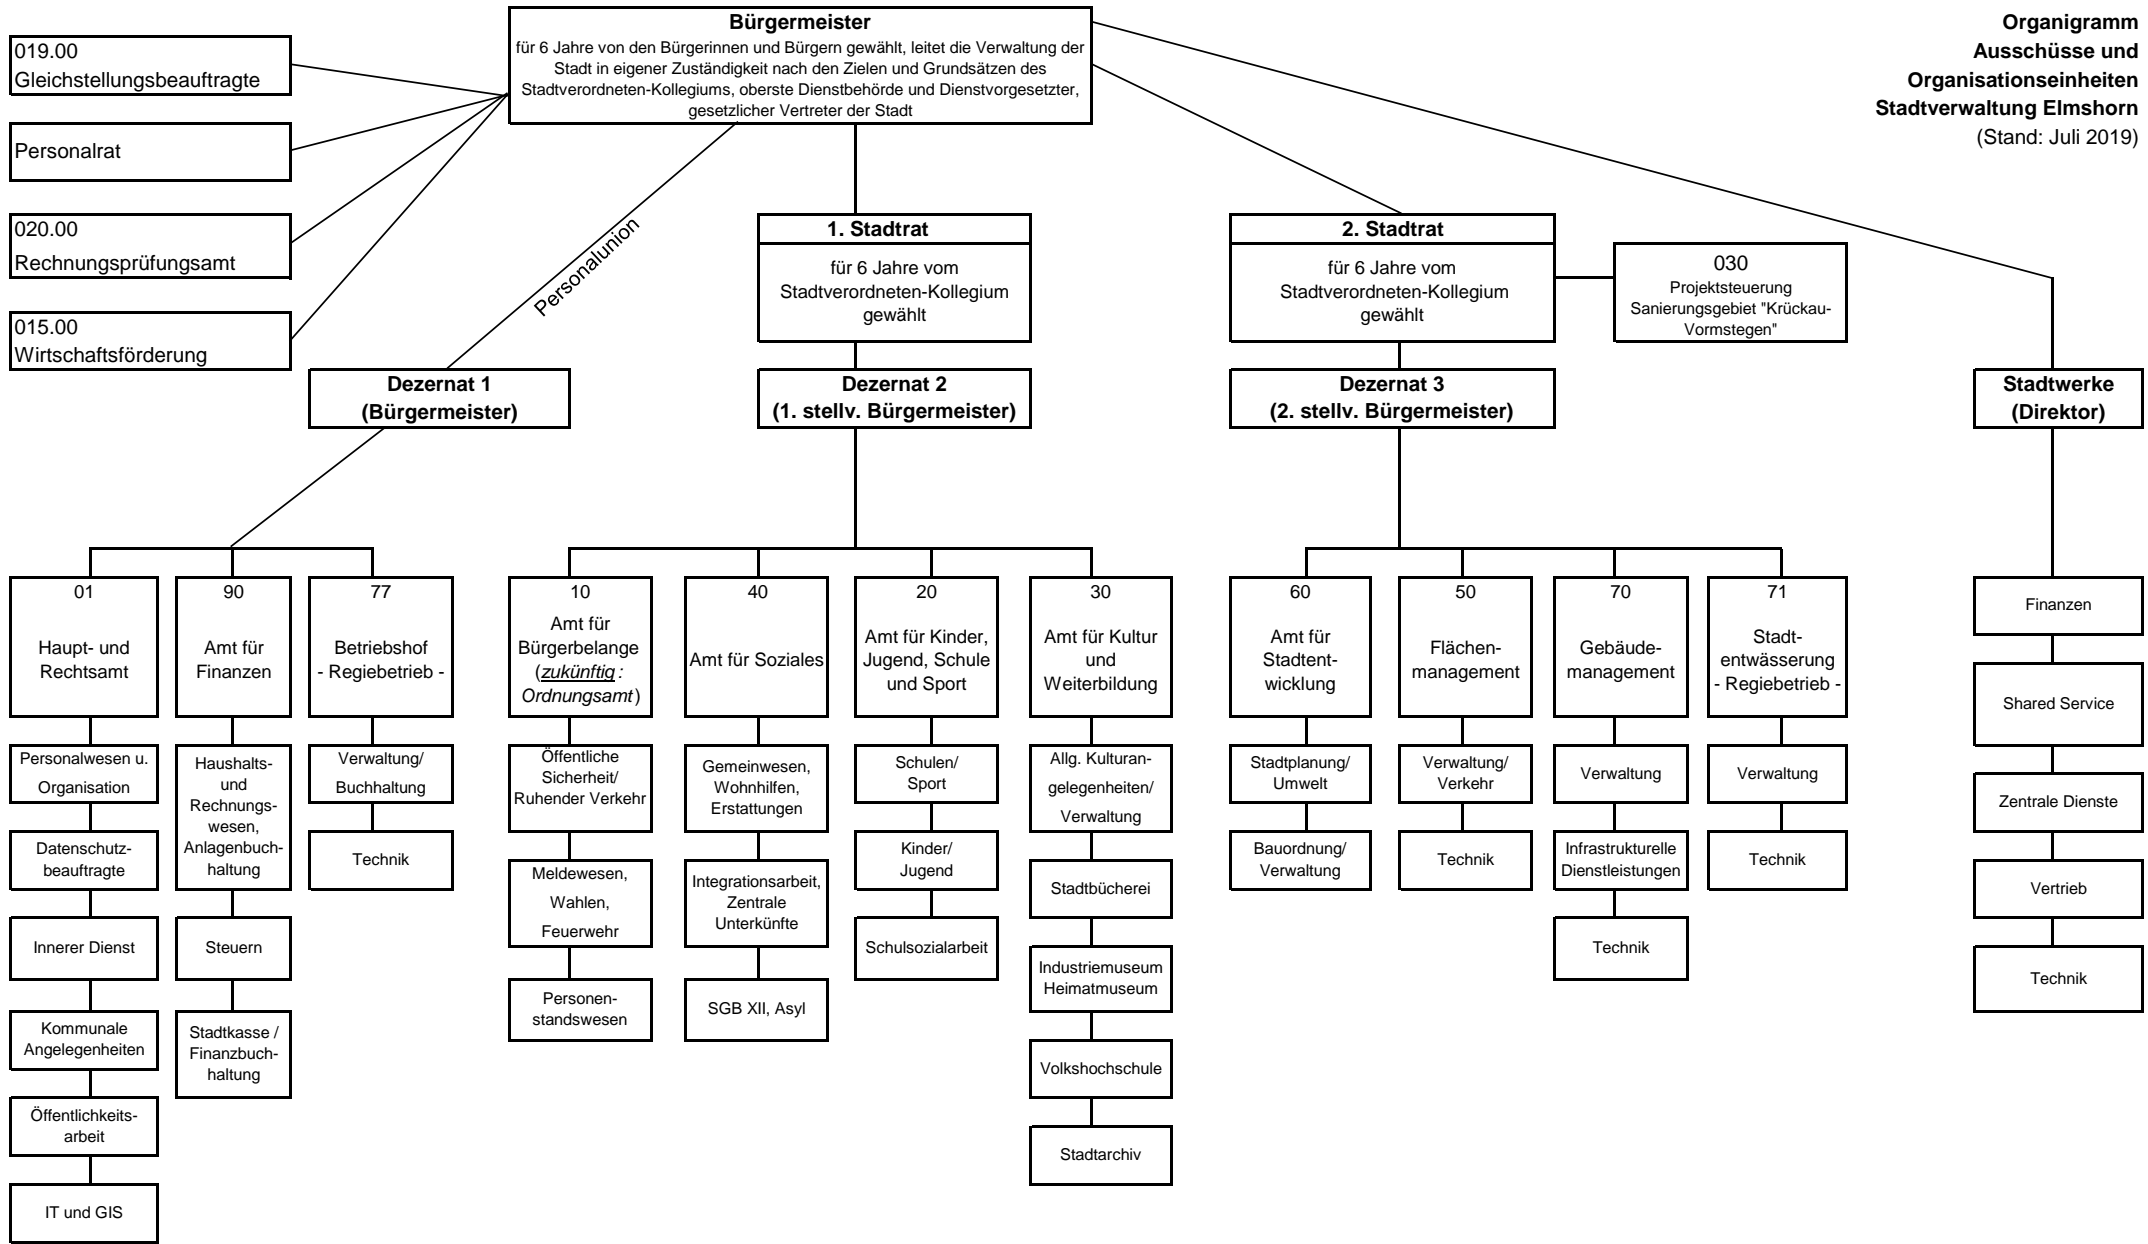 Bürgermeister
für 6 Jahre von den Bürgerinnen und Bürgern gewählt, leitet die Verwaltung der
Stadt in eigener Zuständigkeit nach den Zielen und Grundsätzen des
Stadtverordneten-Kollegiums, oberste Dienstbehörde und Dienstvorgesetzter,
gesetzlicher Vertreter der Stadt
Organigramm
Ausschüsse und
Organisationseinheiten
Stadtverwaltung Elmshorn
(Stand: Juli 2019)
019.00
Gleichstellungsbeauftragte
Personalrat
020.00
Rechnungsprüfungsamt
015.00
Wirtschaftsförderung
Personalunion
1. Stadtrat
für 6 Jahre vom
Stadtverordneten-Kollegium
gewählt
2. Stadtrat
für 6 Jahre vom
Stadtverordneten-Kollegium
gewählt
030
Projektsteuerung
Sanierungsgebiet "Krückau-
Vormstegen"
Dezernat 1
(Bürgermeister)
Dezernat 2
(1. stellv. Bürgermeister)
Dezernat 3
(2. stellv. Bürgermeister)
Stadtwerke
(Direktor)
01
Haupt- und
Rechtsamt
Personalwesen u.
Organisation
Datenschutz-
beauftragte
Innerer Dienst
Kommunale
Angelegenheiten
Öffentlichkeits-
arbeit
IT und GIS
90
Amt für
Finanzen
Haushalts-
und
Rechnungs-
wesen,
Anlagenbuch-
haltung
Steuern
Stadtkasse /
Finanzbuch-
haltung
77
Betriebshof
- Regiebetrieb -
Verwaltung/
Buchhaltung
Technik
10
Amt für
Bürgerbelange
(zukünftig :
Ordnungsamt)
Öffentliche
Sicherheit/
Ruhender Verkehr
Meldewesen,
Wahlen,
Feuerwehr
Personen-
standswesen
40
Amt für Soziales
Gemeinwesen,
Wohnhilfen,
Erstattungen
Integrationsarbeit,
Zentrale
Unterkünfte
SGB XII, Asyl
20
Amt für Kinder,
Jugend, Schule
und Sport
Schulen/
Sport
Kinder/
Jugend
Schulsozialarbeit
30
Amt für Kultur
und
Weiterbildung
Allg. Kulturan-
gelegenheiten/
Verwaltung
Stadtbücherei
Industriemuseum
Heimatmuseum
Volkshochschule
Stadtarchiv
60
Amt für
Stadtent-
wicklung
Stadtplanung/
Umwelt
Bauordnung/
Verwaltung
50
Flächen-
management
Verwaltung/
Verkehr
Technik
70
Gebäude-
management
Verwaltung
Infrastrukturelle
Dienstleistungen
Technik
71
Stadt-
entwässerung
- Regiebetrieb -
Verwaltung
Technik
Finanzen
Shared Service
Zentrale Dienste
Vertrieb
Technik